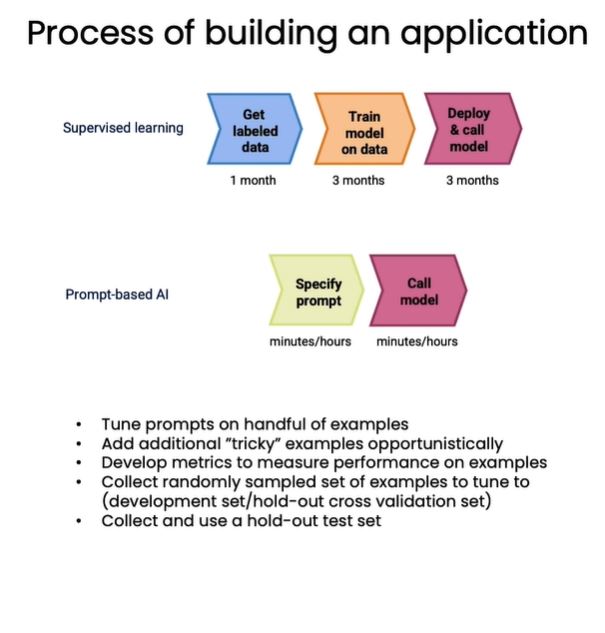 Process of building an application
Supervised learning
Get
labeled
data
Train
model
on data
Deploy
& call
model
1 month
3 months
3 months
Prompt-based AI
Specify
prompt
Call
model
minutes/hours
minutes/hours
• Tune prompts on handful of examples
• Add additional “tricky” examples opportunistically
• Develop metrics to measure performance on examples
• Collect randomly sampled set of examples to tune to
(development set/hold-out cross validation set)
• Collect and use a hold-out test set